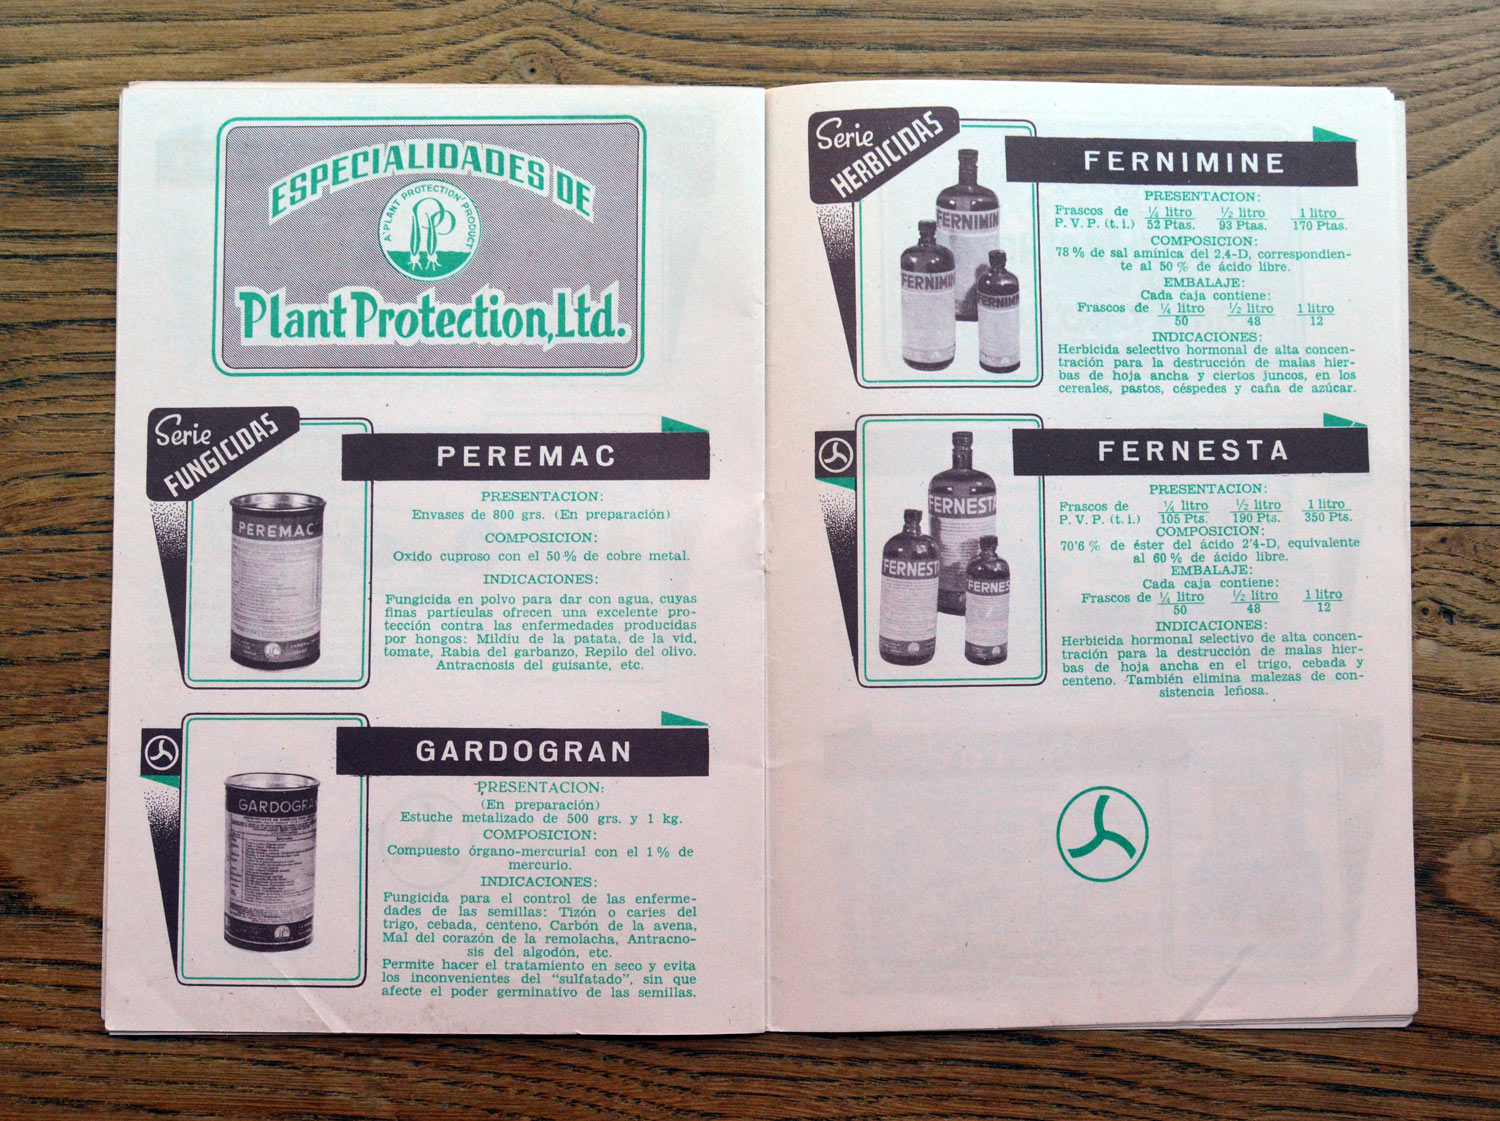 ESPECIALIDADES DE
A "PLANT PROTECTION" PRODUCT
Plant Protection, Ltd.
Serie
FUNGICIDAS
PEREMAC
PEREMAC
PRESENTACION:
Envases de 800 grs. (En preparación)
COMPOSICION:
Oxido cuproso con el 50 % de cobre metal.
INDICACIONES:
Fungicida en polvo para dar con agua, cuyas
finas partículas ofrecen una excelente pro-
tección contra las enfermedades producidas
por hongos: Mildiu de la patata, de la vid,
tomate, Rabia del garbanzo, Repilo del olivo.
Antracnosis del guisante, etc.
GARDOGRAN
GARDOGRA
PRESENTACION:
(En preparación)
Estuche metalizado de 500 grs. y 1 kg.
COMPOSICION:
Compuesto órgano-mercurial con el 1 % de
mercurio.
INDICACIONES:
Fungicida para el control de las enferme-
dades de las semillas: Tizón o caries del
trigo, cebada, centeno, Carbón de la avena,
Mal del corazón de la remolacha, Antracno-
sis del algodón, etc.
Permite hacer el tratamiento en seco y evita
los inconvenientes del "sulfatado", sin que
afecte el poder germinativo de las semillas.
Serie
HERBICIDAS
FERNIMINE
FERNIMIN
FERNIMI
FERNIMI
PRESENTACION:
Frascos de ¼ litro ½ litro 1 litro
P. V. P. (t. i.) 52 Ptas. 93 Ptas. 170 Ptas.
COMPOSICION:
78 % de sal amínica del 2,4-D, correspondien-
te al 50 % de ácido libre.
EMBALAJE:
Cada caja contiene:
Frascos de ¼ litro ½ litro 1 litro
50 48 12
INDICACIONES:
Herbicida selectivo hormonal de alta concen-
tración para la destrucción de malas hier-
bas de hoja ancha y ciertos juncos, en los
cereales, pastos, céspedes y caña de azúcar.
FERNESTA
FERNESTA
FERNEST
FERNES
PRESENTACION:
Frascos de ¼ litro ½ litro 1 litro
P. V. P. (t. i.) 105 Pts. 190 Pts. 350 Pts.
COMPOSICION:
70'6 % de éster del ácido 2'4-D, equivalente
al 60 % de ácido libre.
EMBALAJE:
Cada caja contiene:
Frascos de ¼ litro ½ litro 1 litro
50 48 12
INDICACIONES:
Herbicida hormonal selectivo de alta concen-
tración para la destrucción de malas hier-
bas de hoja ancha en el trigo, cebada y
centeno. También elimina malezas de con-
sistencia leñosa.